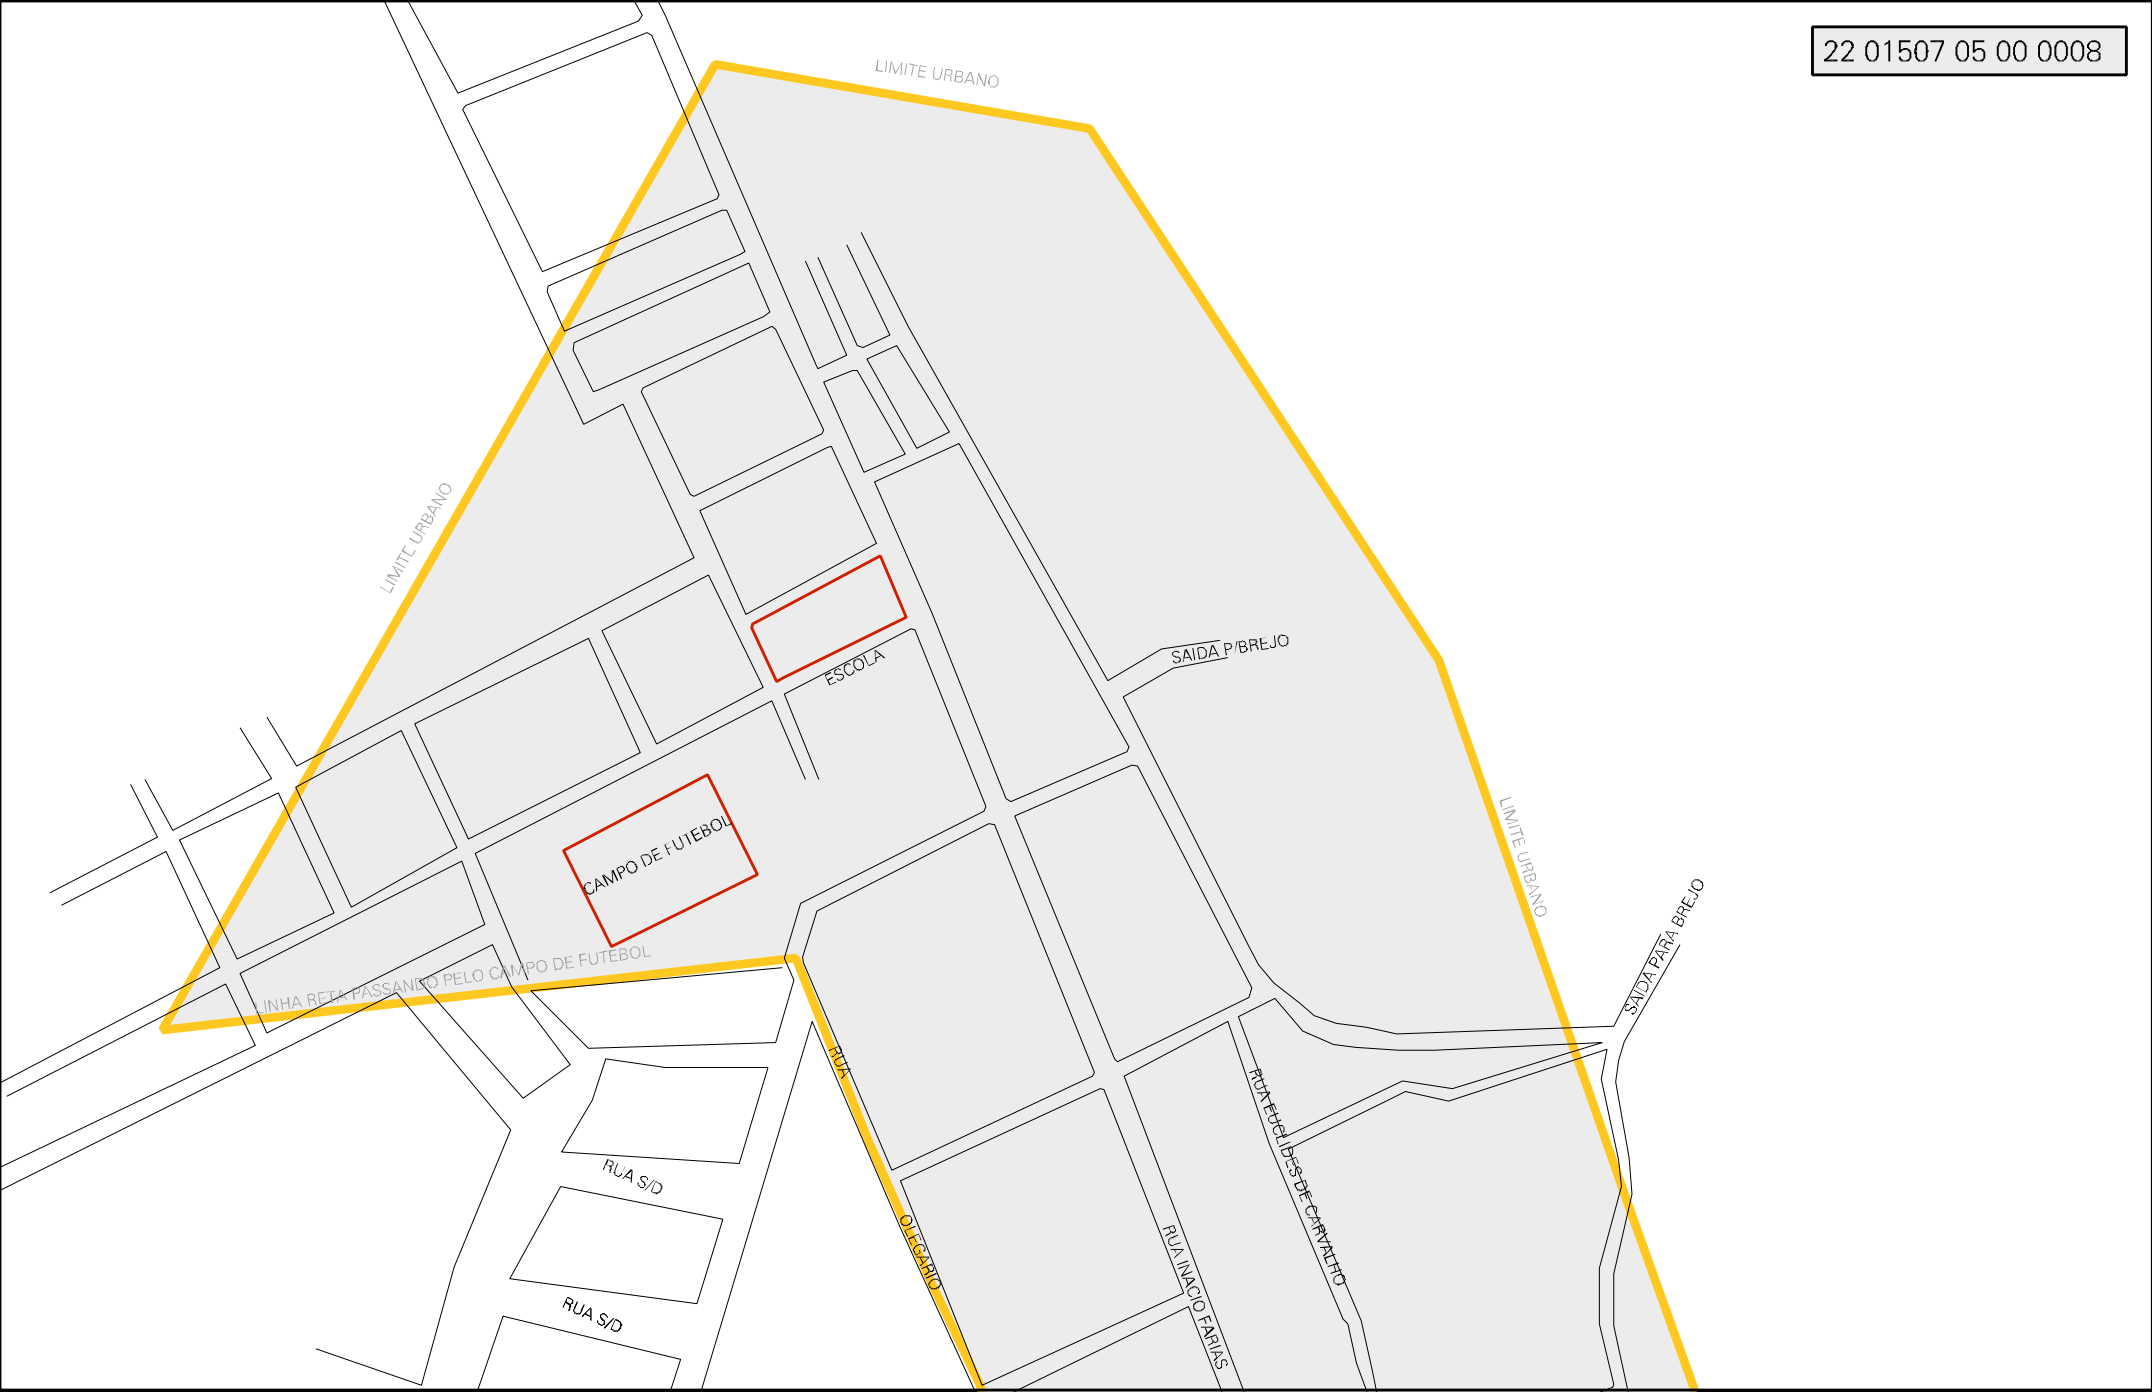 22 01507 05 00 0008
LIMITE URBANO
LIMITE URBANO
SAIDA P/BREJO
ESCOLA
CAMPO DE FUTEBOL
LIMITE URBANO
SAIDA PARA BREJO
LINHA RETA PASSANDO PELO CAMPO DE FUTEBOL
RUA
OLEGARIO
RUA EUCLIDES DE CARVALHO
RUA S/D
RUA INACIO FARIAS
RUA S/D